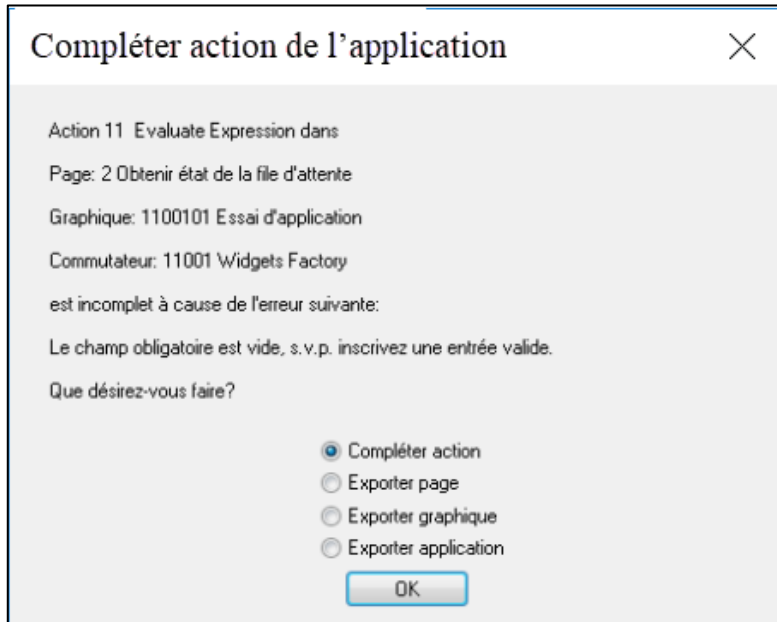 Compléter action de l’application
Action 11 Evaluate Expression dans
Page: 2 Obtenir état de la file d'attente
Graphique: 1100101 Essai d'application
Commutateur: 11001 Widgets Factory
est incomplet à cause de l'erreur suivante:
Le champ obligatoire est vide, s.v.p. inscrivez une entrée valide.
Que désirez-vous faire?
Compléter action
Exporter page
Exporter graphique
Exporter application
OK